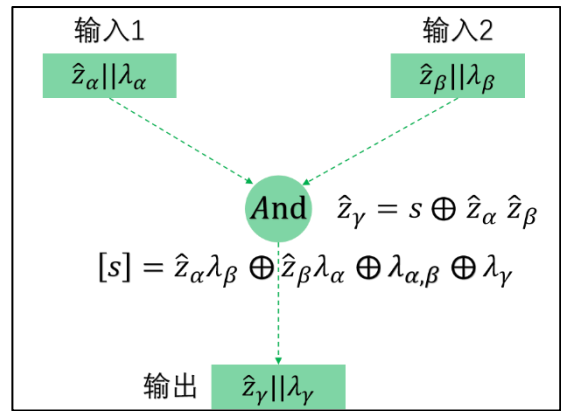 输入1 输入2
ẑ_α||λ_α ẑ_β||λ_β
And ẑ_γ = s ⊕ ẑ_α ẑ_β
[s] = ẑ_αλ_β ⊕ ẑ_βλ_α ⊕ λ_{α,β} ⊕ λ_γ
输出 ẑ_γ||λ_γ